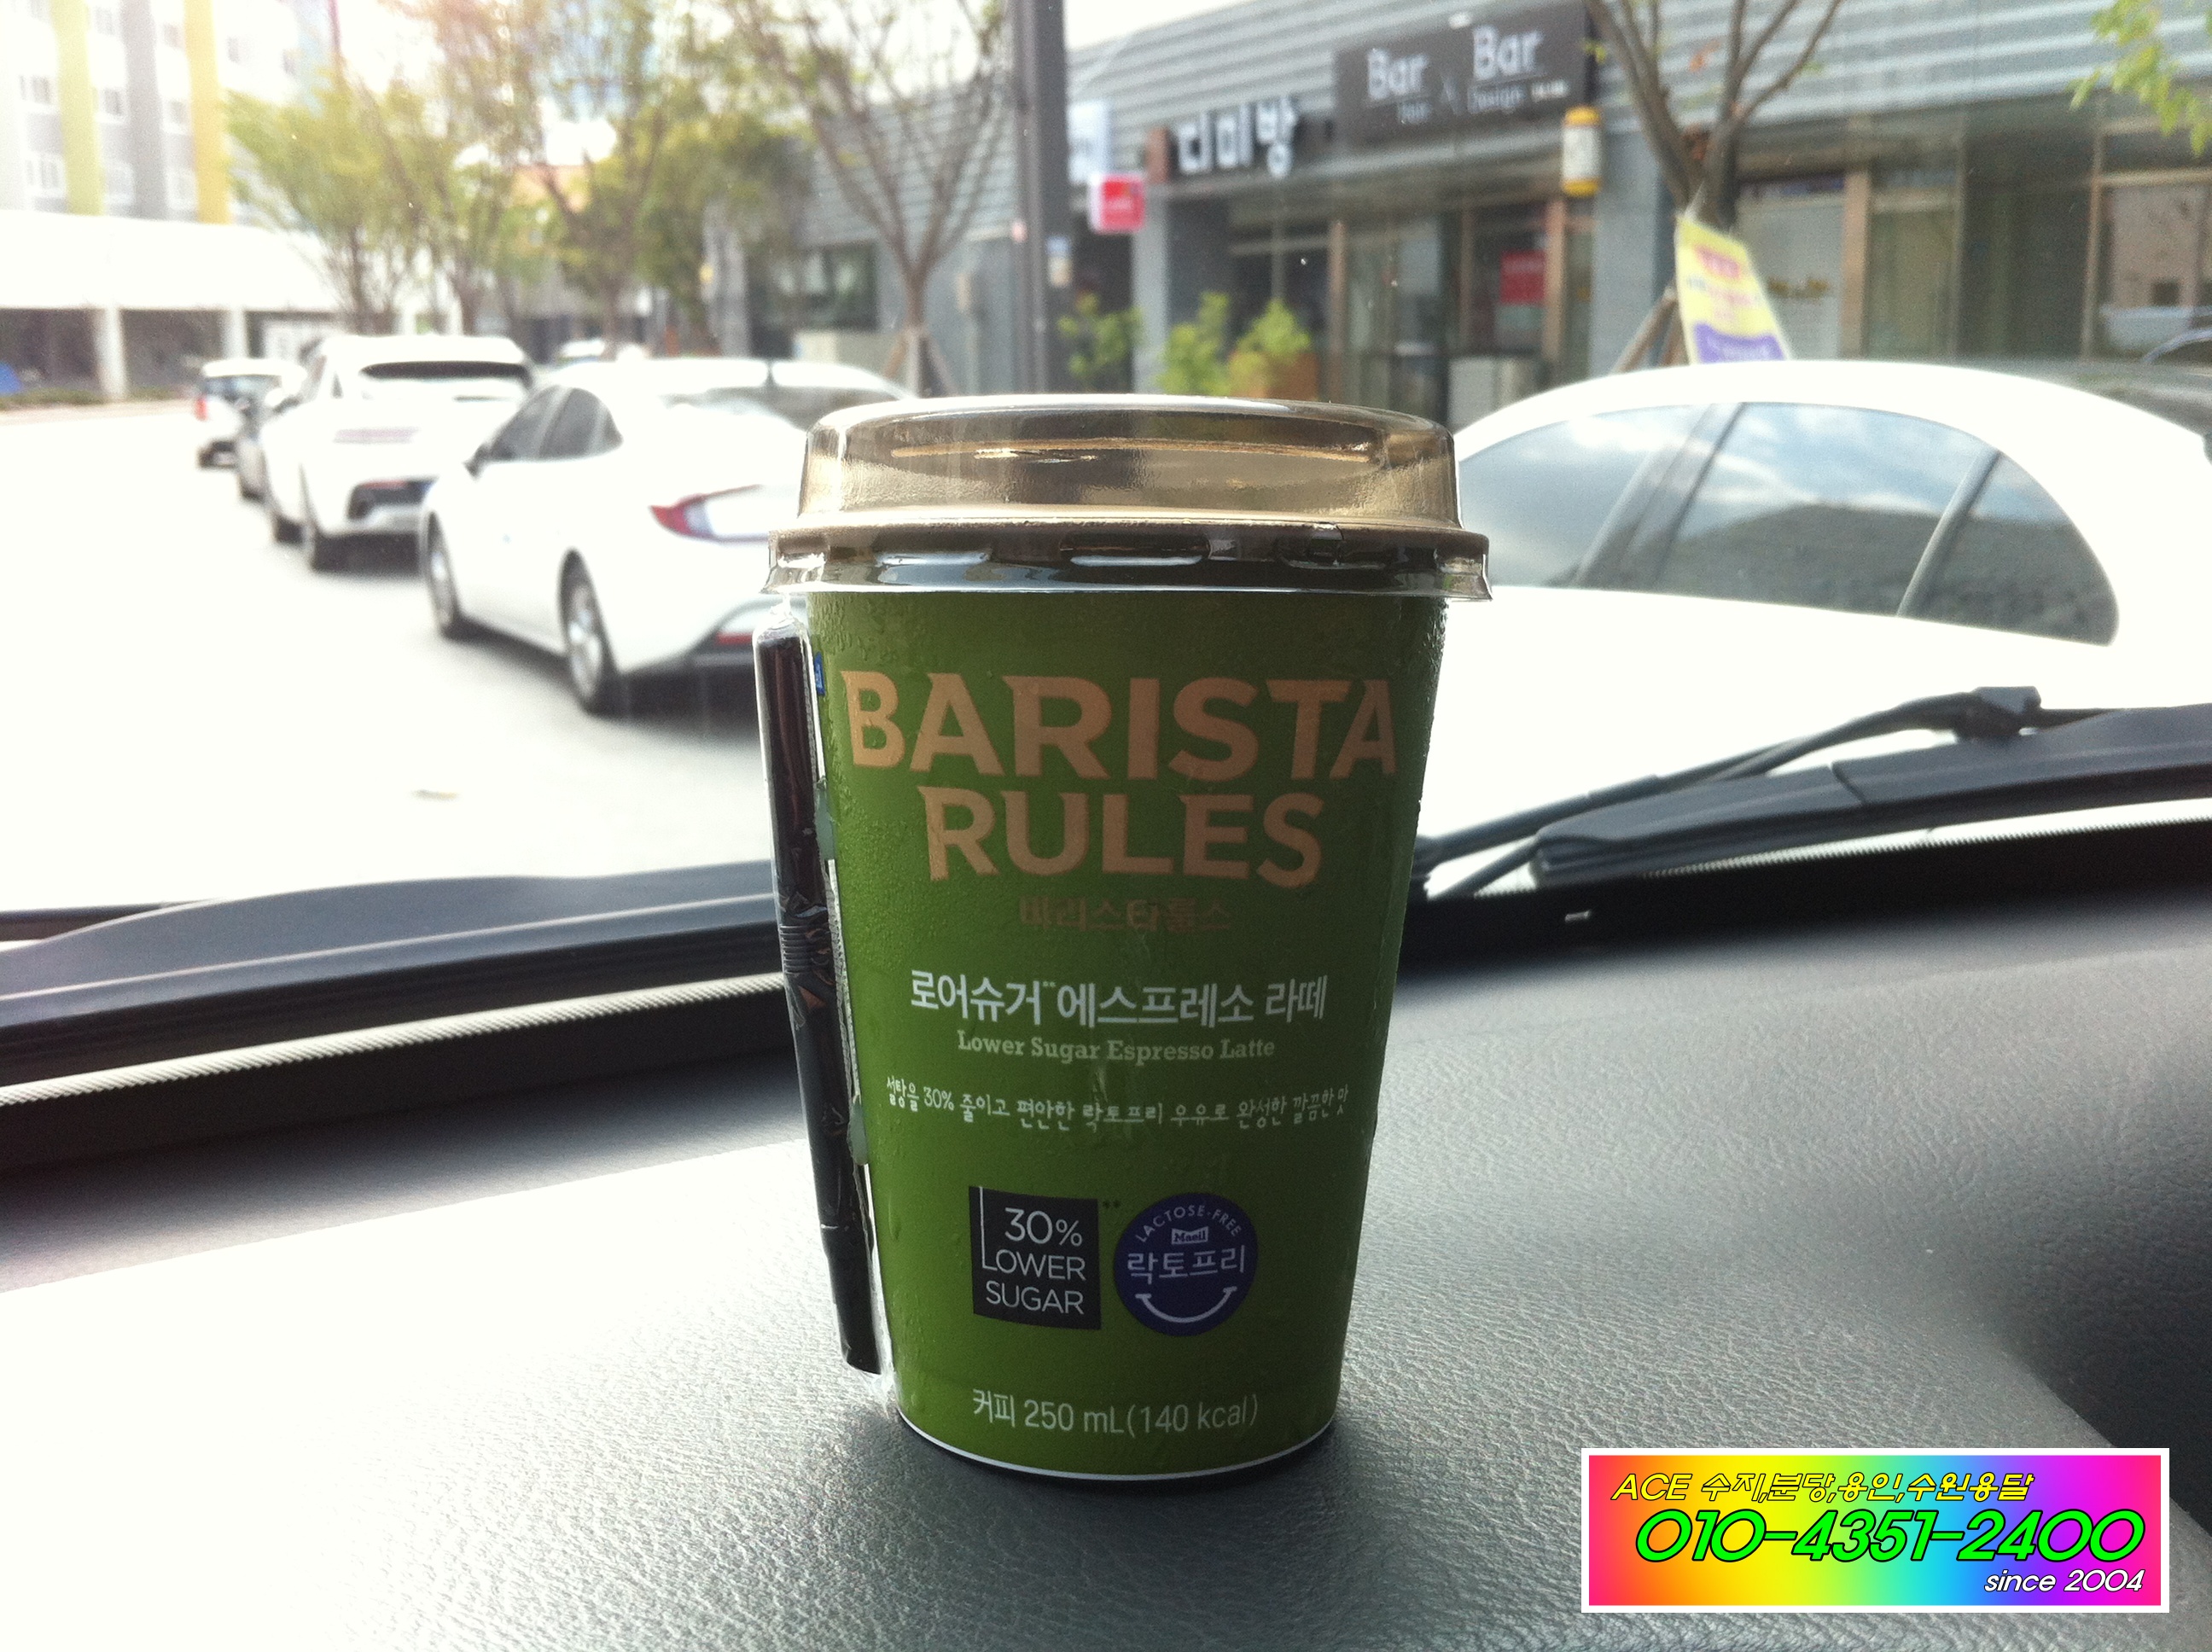 Bar Bar
Design
디미방
BARISTA
RULES
바리스타룰스
로어슈거**에스프레소 라떼
Lower Sugar Espresso Latte
설탕을 30% 줄이고 편안한 락토프리 우유로 완성한 깔끔한 맛
30%**
LOWER
SUGAR
LACTOSE-FREE
Maeil
락토프리
커피 250 mL(140 kcal)
ACE 수지,분당,용인,수원용달
010-4351-2400
since 2004